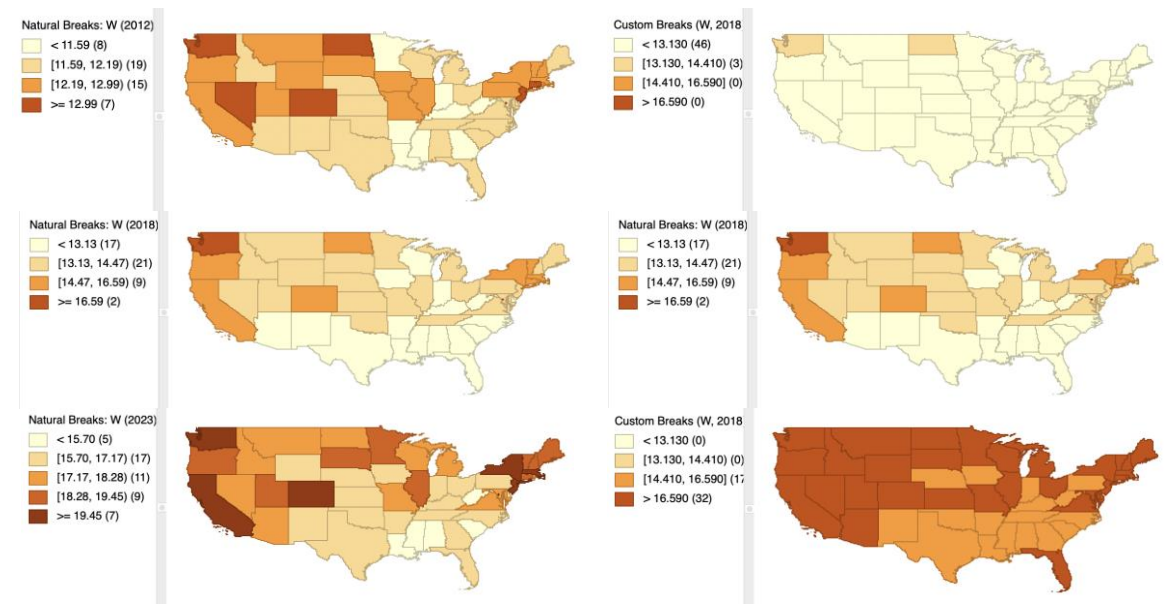 Natural Breaks: W (2012)
< 11.59 (8)
[11.59, 12.19) (19)
[12.19, 12.99) (15)
>= 12.99 (7)
Custom Breaks (W, 2018
< 13.130 (46)
[13.130, 14.410) (3)
[14.410, 16.590] (0)
> 16.590 (0)
Natural Breaks: W (2018)
< 13.13 (17)
[13.13, 14.47) (21)
[14.47, 16.59) (9)
>= 16.59 (2)
Natural Breaks: W (2018)
< 13.13 (17)
[13.13, 14.47) (21)
[14.47, 16.59) (9)
>= 16.59 (2)
Natural Breaks: W (2023)
< 15.70 (5)
[15.70, 17.17) (17)
[17.17, 18.28) (11)
[18.28, 19.45) (9)
>= 19.45 (7)
Custom Breaks (W, 2018
< 13.130 (0)
[13.130, 14.410) (0)
[14.410, 16.590] (17
> 16.590 (32)